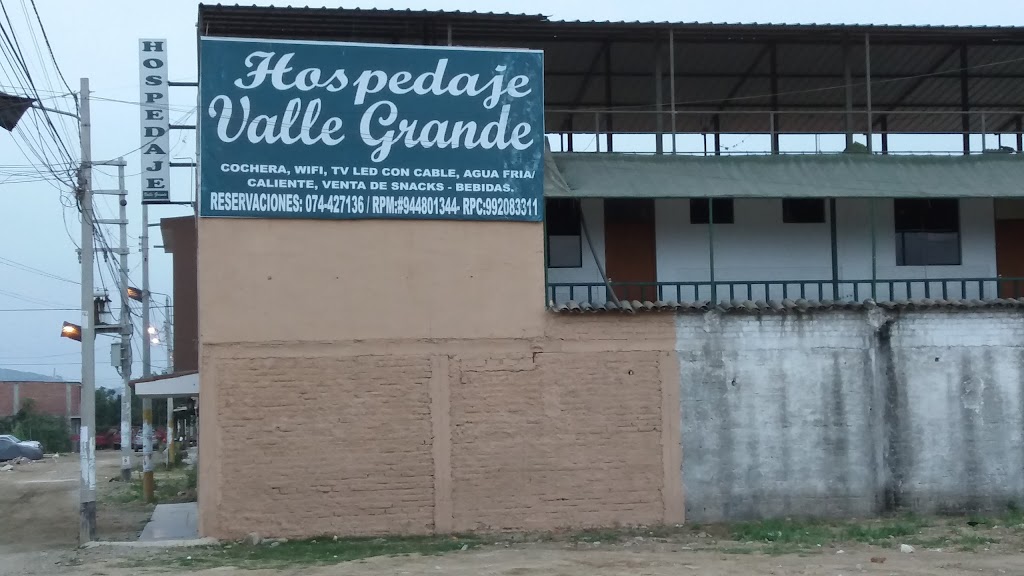 HOSPEDAJE
Hospedaje
Valle Grande
COCHERA, WIFI, TV LED CON CABLE, AGUA FRIA/
CALIENTE, VENTA DE SNACKS - BEBIDAS.
RESERVACIONES: 074-427136 / RPM:#944801344- RPC:992083311